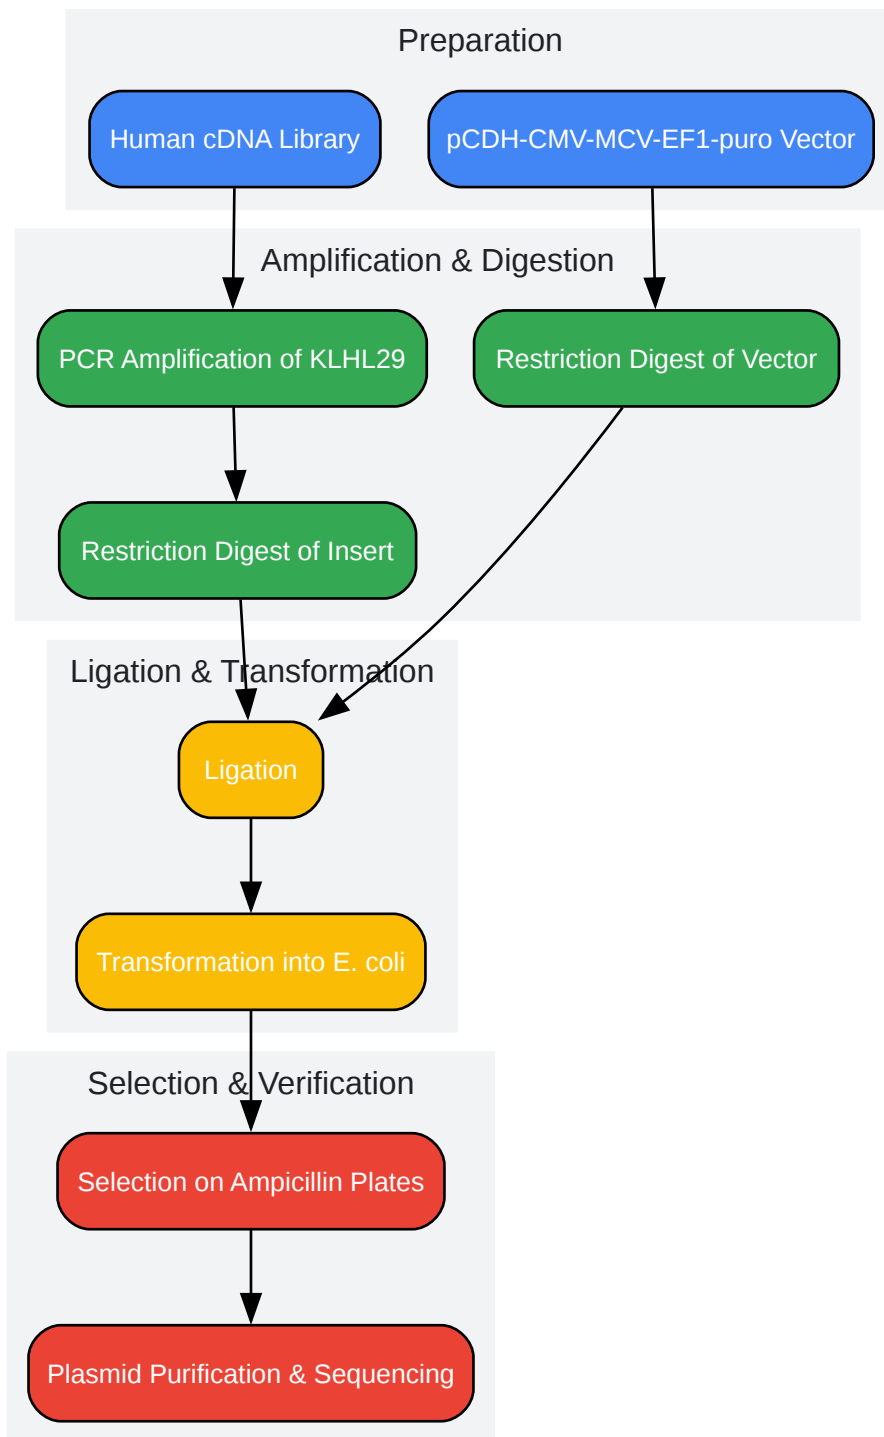 Preparation
Human cDNA Library
pCDH-CMV-MCV-EF1-puro Vector
Amplification & Digestion
PCR Amplification of KLHL29
Restriction Digest of Vector
Restriction Digest of Insert
Ligation & Transformation
Ligation
Transformation into E. coli
Selection & Verification
Selection on Ampicillin Plates
Plasmid Purification & Sequencing